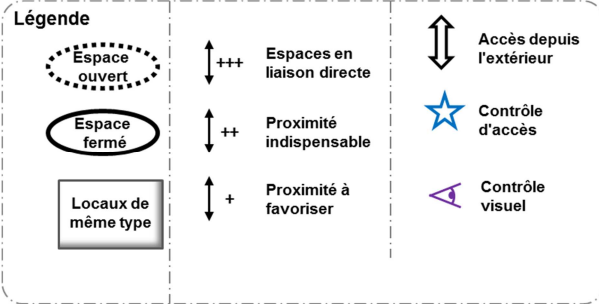 Légende
Espace
ouvert
Espace
fermé
Locaux de
même type
+++
Espaces en
liaison directe
++
Proximité
indispensable
+
Proximité à
favoriser
Accès depuis
l'extérieur
Contrôle
d'accès
Contrôle
visuel